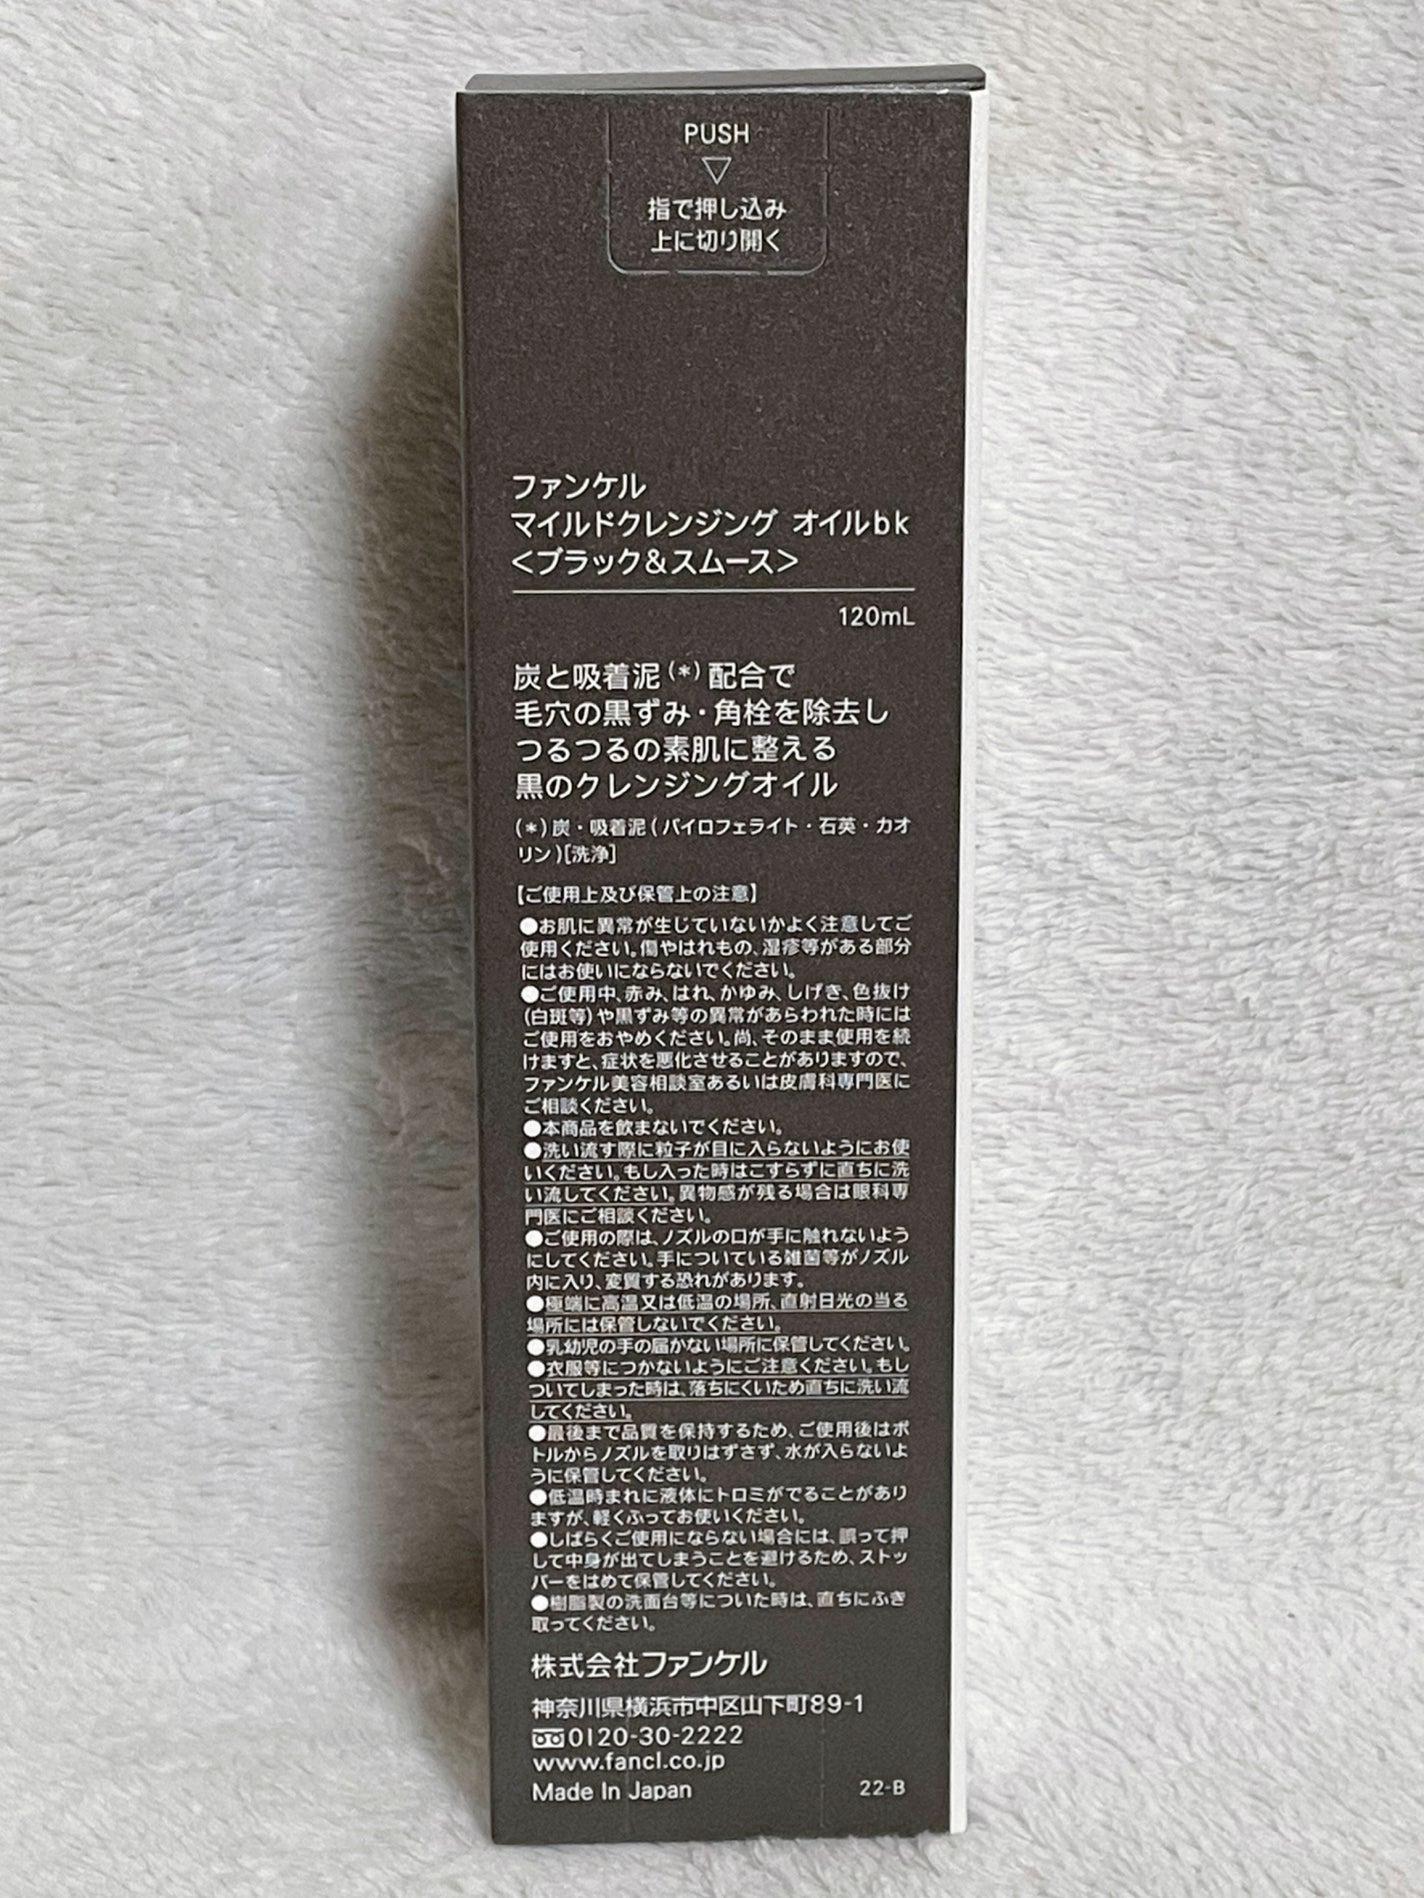 PUSH
▽
指で押し込み
上に切り開く
ファンケル
マイルドクレンジング オイルbk
<ブラック&スムース>
120mL
炭と吸着泥(*)配合で
毛穴の黒ずみ・角栓を除去し
つるつるの素肌に整える
黒のクレンジングオイル
(*)炭・吸着泥(パイロフェライト・石英・カオ
リン)[洗浄]
【ご使用上及び保管上の注意】
●お肌に異常が生じていないかよく注意してご
使用ください。傷やはれもの、湿疹等がある部分
にはお使いにならないでください。
●ご使用中、赤み、はれ、かゆみ、しげき、色抜け
(白斑等)や黒ずみ等の異常があらわれた時には
ご使用をおやめください。尚、そのまま使用を続
けますと、症状を悪化させることがありますので、
ファンケル美容相談室あるいは皮膚科専門医に
ご相談ください。
●本商品を飲まないでください。
●洗い流す際に粒子が目に入らないようにお使
いください。もし入った時はこすらずに直ちに洗
い流してください。異物感が残る場合は眼科専
門医にご相談ください。
●ご使用の際は、ノズルの口が手に触れないよう
にしてください。手についている雑菌等がノズル
内に入り、変質する恐れがあります。
●極端に高温又は低温の場所、直射日光の当る
場所には保管しないでください。
●乳幼児の手の届かない場所に保管してください。
●衣服等につかないようにご注意ください。もし
ついてしまった時は、落ちにくいため直ちに洗い流
してください。
●最後まで品質を保持するため、ご使用後はボ
トルからノズルを取りはずさず、水が入らないよ
うに保管してください。
●低温時まれに液体にトロミがでることがあり
ますが、軽くふってお使いください。
●しばらくご使用にならない場合には、誤って押
して中身が出てしまうことを避けるため、ストッ
パーをはめて保管してください。
●樹脂製の洗面台等についた時は、直ちにふき
取ってください。
株式会社ファンケル
神奈川県横浜市中区山下町89-1
0120-30-2222
www.fancl.co.jp
Made In Japan
22-B